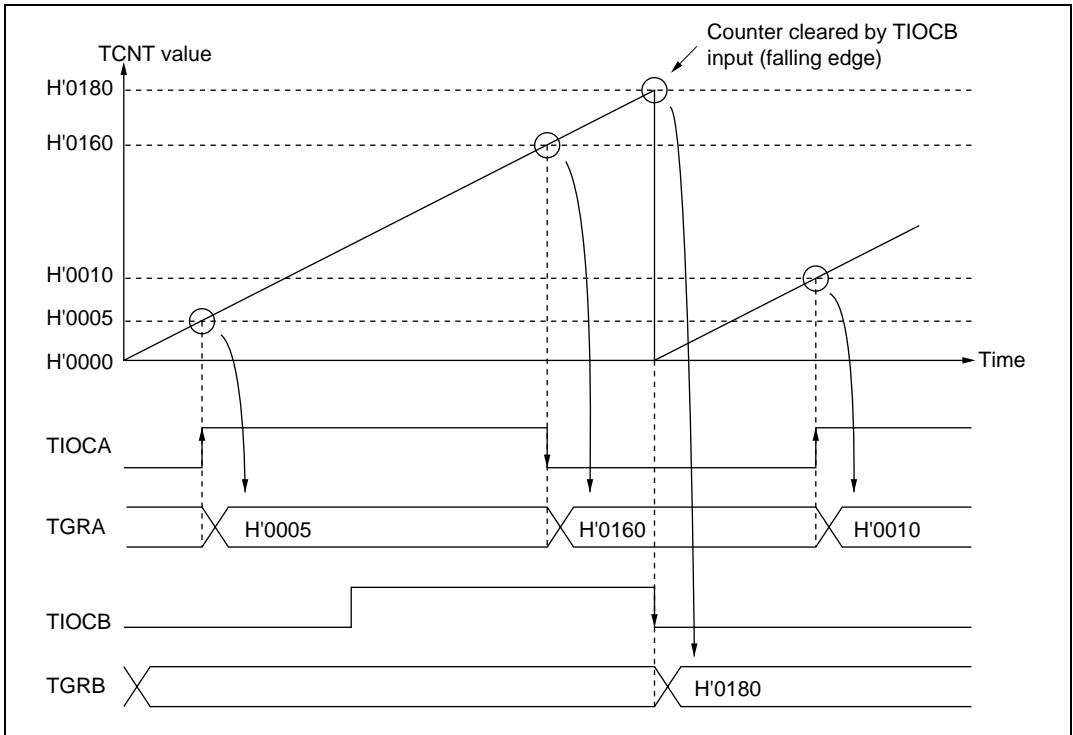 Counter cleared by TIOCB
input (falling edge)
TCNT value
H'0180
H'0160
H'0010
H'0005
H'0000
Time
TIOCA
TGRA
H'0005
H'0160
H'0010
TIOCB
TGRB
H'0180